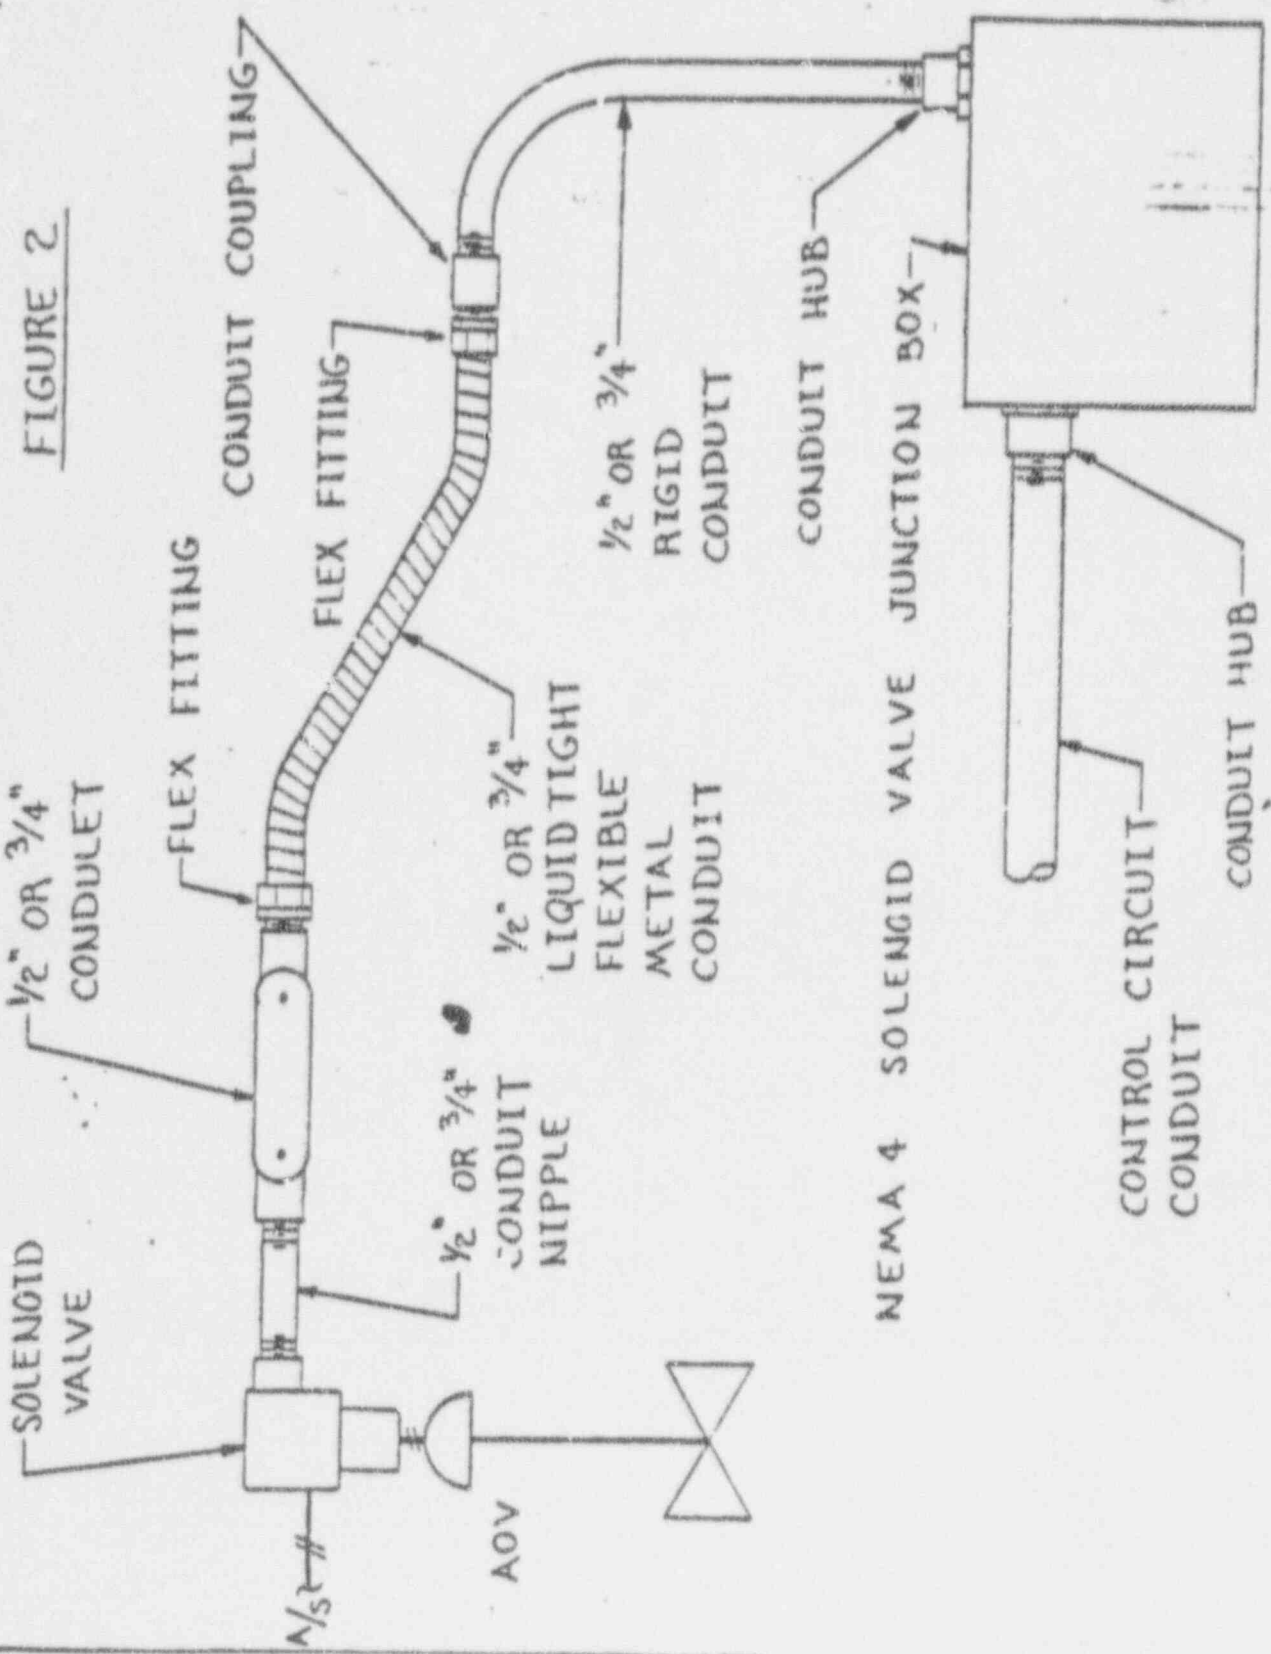 FIGURE 2
SOLENOID
VALVE
1/2" OR 3/4"
CONDULET
FLEX FITTING
CONDUIT COUPLING
FLEX FITTING
1/2" OR 3/4"
CONDUIT
NIPPLE
1/2" OR 3/4"
LIQUID TIGHT
FLEXIBLE
METAL
CONDUIT
1/2" OR 3/4"
RIGID
CONDUIT
CONDUIT HUB
A/S
AOV
NEMA 4 SOLENOID VALVE JUNCTION BOX
CONTROL CIRCUIT
CONDUIT
CONDUIT HUB